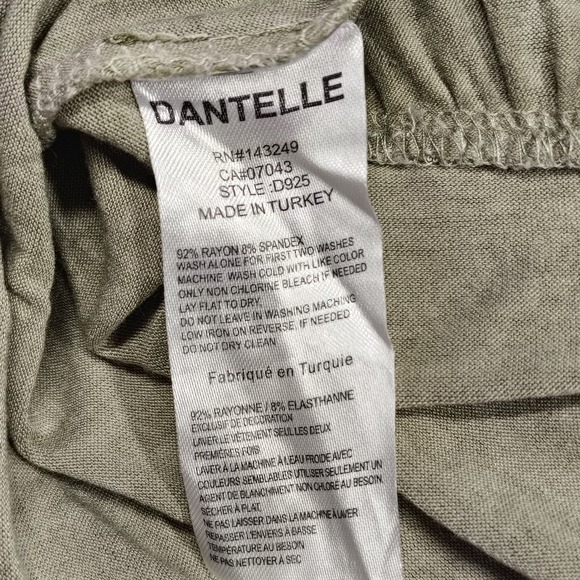 DANTELLE
RN#143249
CA#07043
STYLE :D925
MADE IN TURKEY
92% RAYON 8% SPANDEX
WASH ALONE FOR FIRST TWO WASHES
MACHINE WASH COLD WITH LIKE COLOR
ONLY NON CHLORINE BLEACH IF NEEDED
LAY FLAT TO DRY.
DO NOT LEAVE IN WASHING MACHING
LOW IRON ON REVERSE, IF NEEDED
DO NOT DRY CLEAN
Fabriqué en Turquie
92% RAYONNE / 8% ELASTHANNE
EXCLUSIF DE DECORATION
LAVER LE VÊTEMENT SEUL LES DEUX
PREMIÈRES FOIS
LAVER À LA MACHINE À L'EAU FROIDE AVEC
COULEURS SEMBLABLES UTILISER SEULEMENT UN
AGENT DE BLANCHIMENT NON CHLORE AU BESOIN.
SÈCHER À PLAT.
NE PAS LAISSER DANS LA MACHINE À LAVER
REPASSER L'ENVERS À BASSE
TEMPÉRATURE AU BESOIN
NE PAS NETTOYER À SEC